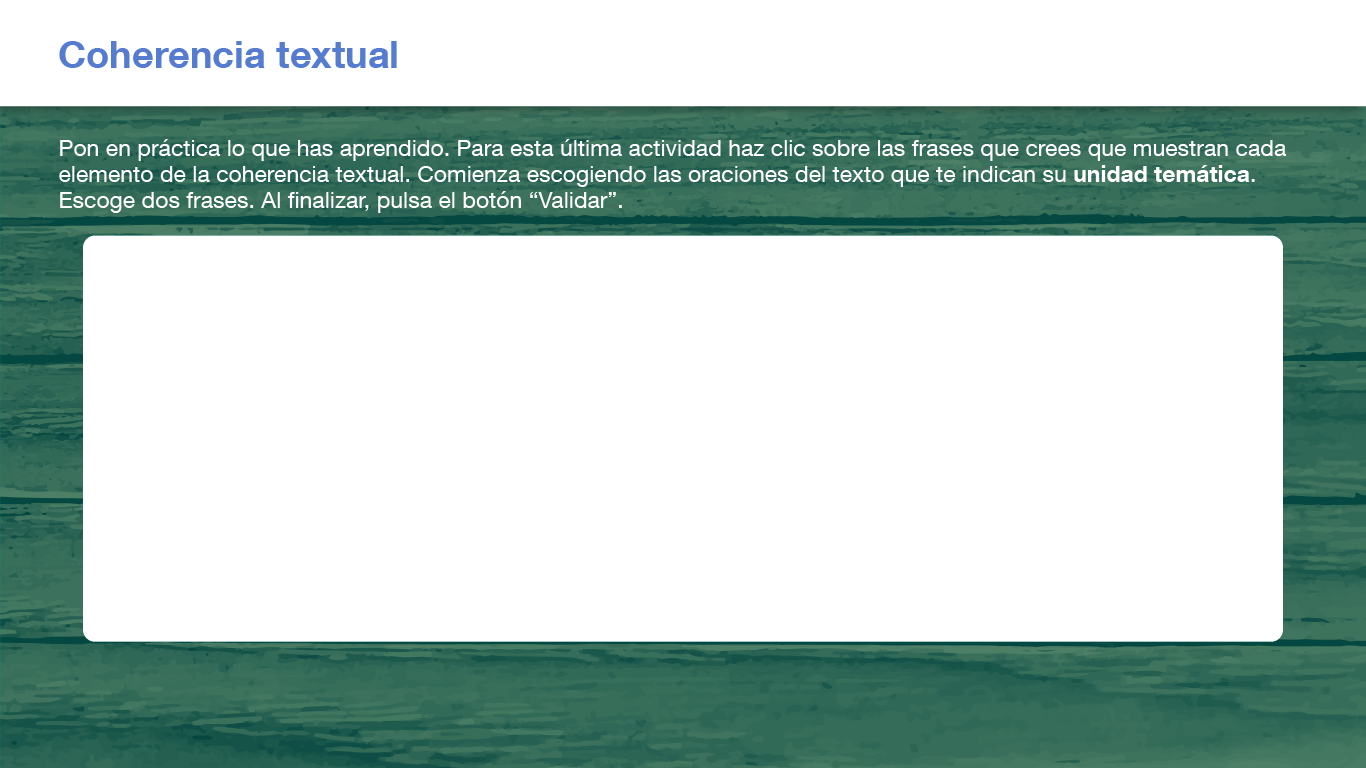 Coherencia textual
Pon en práctica lo que has aprendido. Para esta última actividad haz clic sobre las frases que crees que muestran cada
elemento de la coherencia textual. Comienza escogiendo las oraciones del texto que te indican su unidad temática.
Escoge dos frases. Al finalizar, pulsa el botón “Validar”.